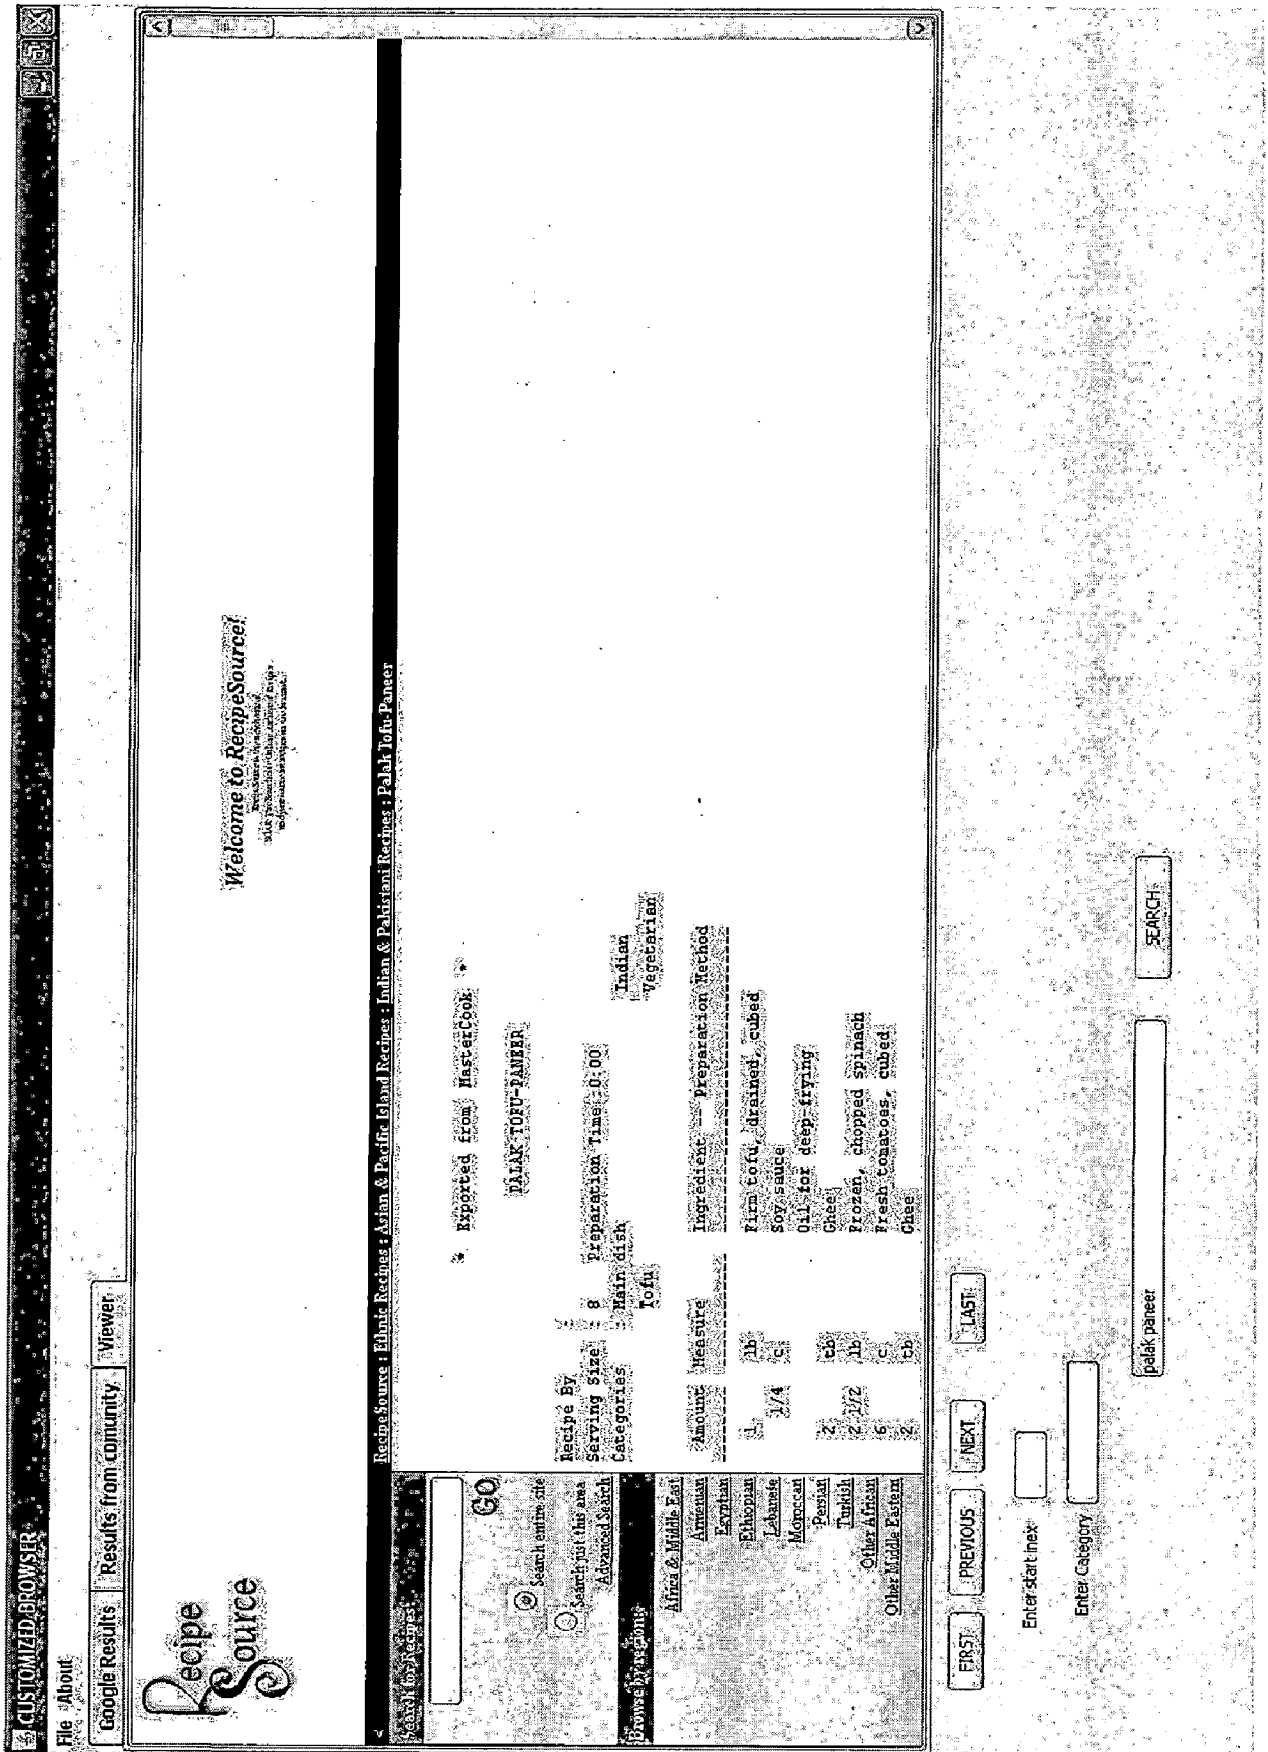 CUSTOMIZED BROWSER
File About
Google Results Results from comunity Viewer
Recipe Source
Welcome to RecipeSource!
RecipeSource : Ethnic Recipes : Asian & Pacific Island Recipes : Indian & Pakistani Recipes : Palak Tofu-Paneer
Search for Recipes
GO
Search entire site
Search just this area
Advanced Search
Browse by region
Africa & Middle East
Armenian
Egyptian
Ethiopian
Lebanese
Moroccan
Persian
Turkish
Other African
Other Middle Eastern
* Exported from MasterCook *
DALAK TOFU-PANEER
Recipe By :
Serving Size : 8 Preparation Time :0:00
Categories : Main dish Indian
Tofu Vegetarian
Amount Measure Ingredient -- Preparation Method
1 lb Firm tofu, drained, cubed
1/4 c Soy sauce
Oil for deep-frying
2 tb Ghee
2 1/2 lb Frozen, chopped spinach
6 c Fresh tomatoes, cubed
2 tb Ghee
FIRST PREVIOUS NEXT LAST
Enter start inex
Enter Category
palak paneer SEARCH